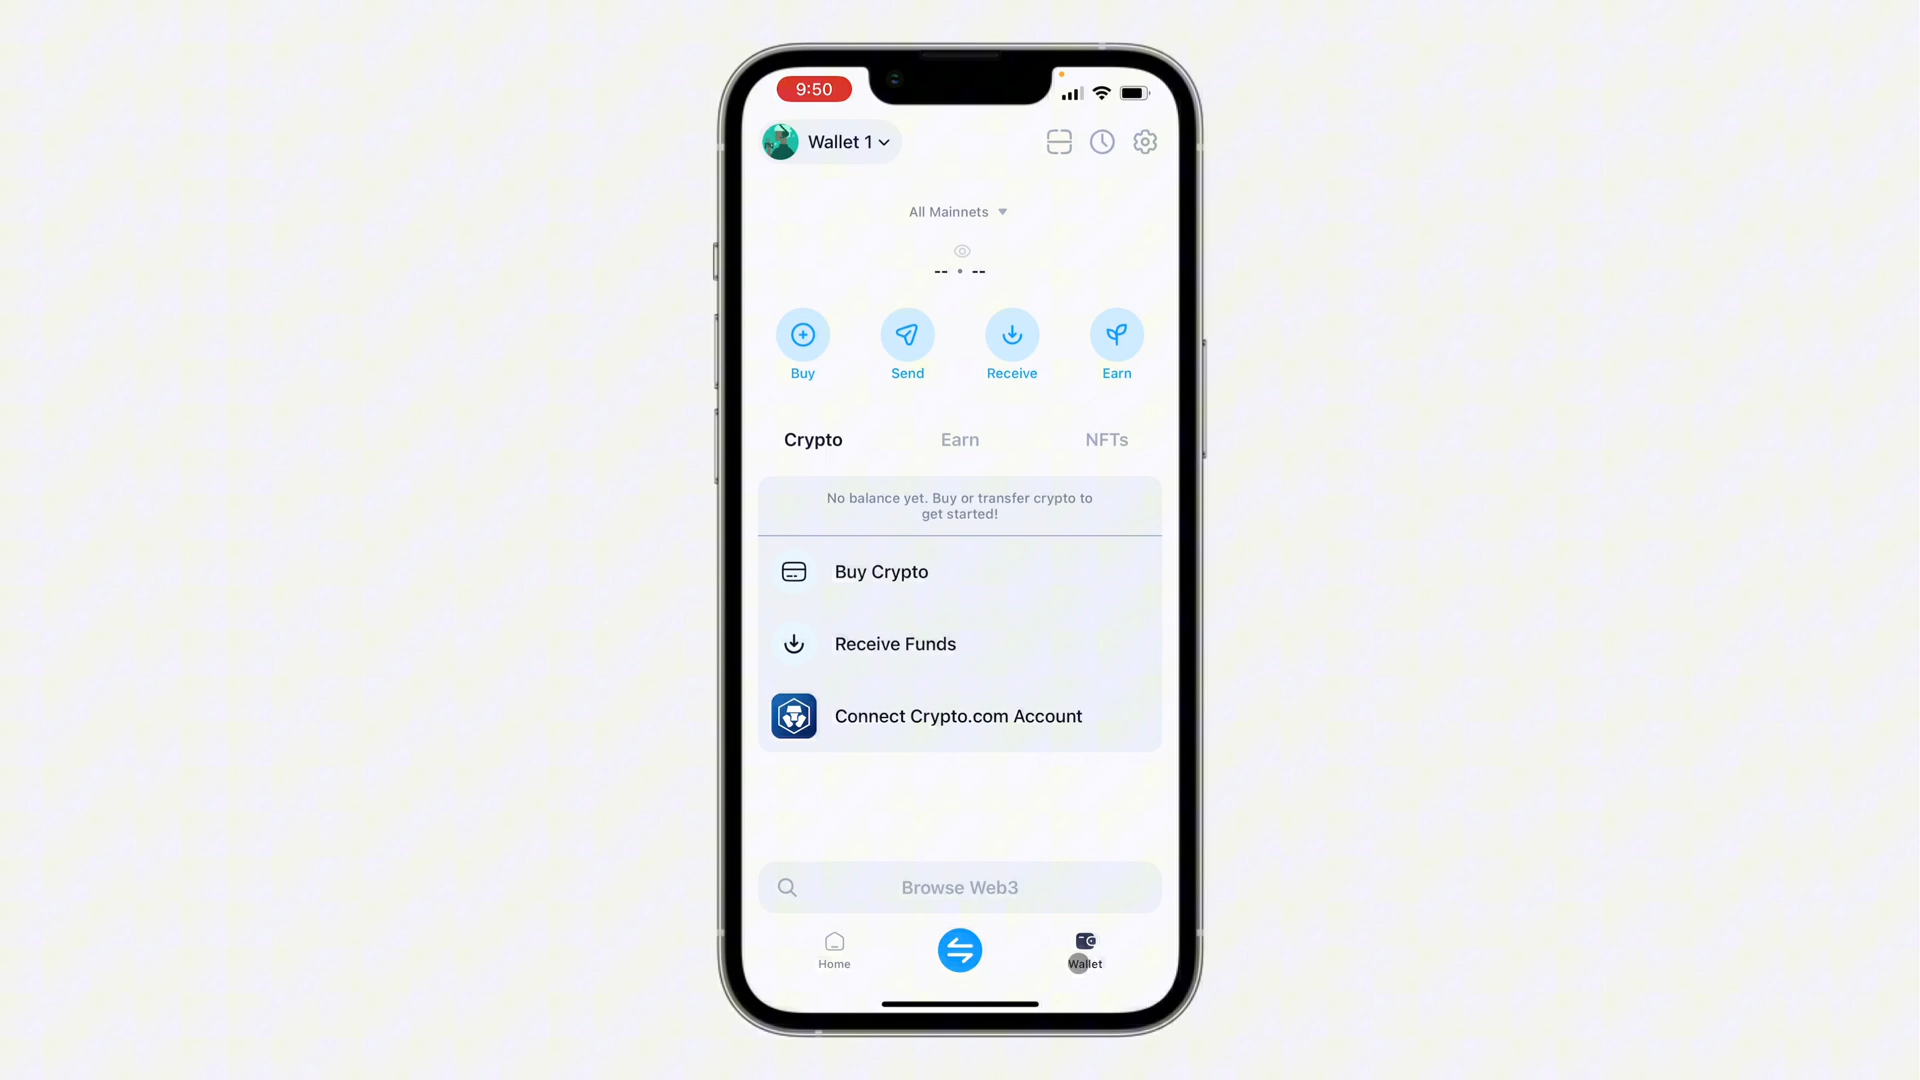 9:50
Wallet 1
All Mainnets
-- • --
Buy
Send
Receive
Earn
Crypto
Earn
NFTs
No balance yet. Buy or transfer crypto to
get started!
Buy Crypto
Receive Funds
Connect Crypto.com Account
Browse Web3
Home
Wallet